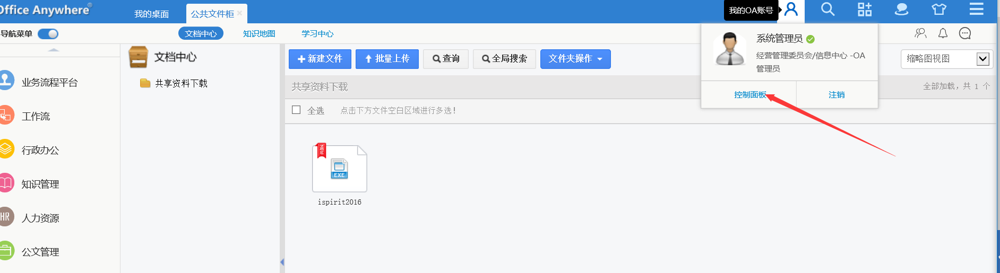 Office Anywhere®
我的桌面
公共文件柜
我的OA账号
导航菜单
文档中心
知识地图
学习中心
业务流程平台
工作流
行政办公
知识管理
HR
人力资源
公文管理
文档中心
共享资料下载
新建文件
批量上传
查询
全局搜索
文件夹操作
缩略图视图
共享资料下载
全部加载，共 1 个
全选
点击下方文件空白区域进行多选！
NEW
EXE
ispirit2016
系统管理员
经营管理委员会/信息中心 -OA
管理员
控制面板
注销